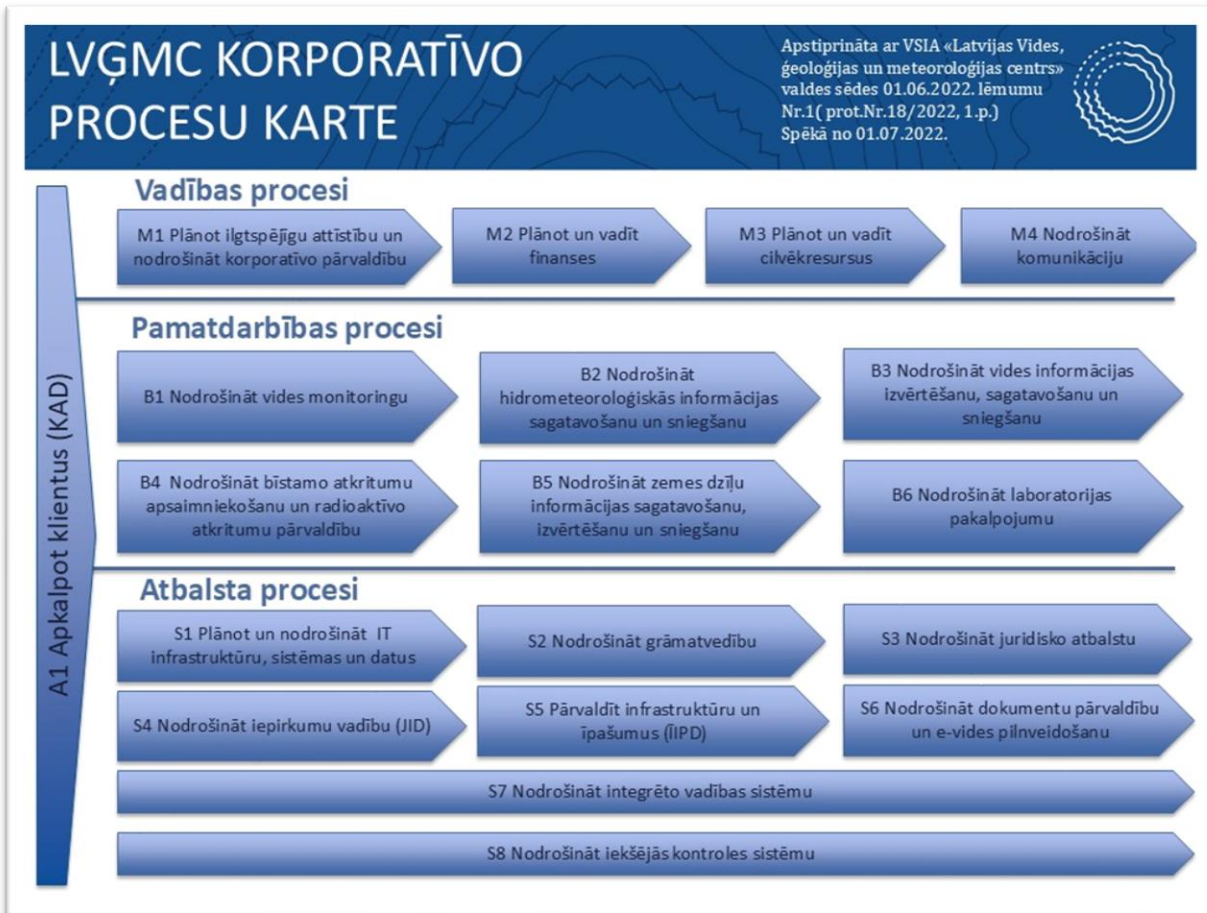 LVĢMC KORPORATĪVO
PROCESU KARTE
Apstiprināta ar VSIA «Latvijas Vides,
ģeoloģijas un meteoroloģijas centrs»
valdes sēdes 01.06.2022. lēmumu
Nr.1( prot.Nr.18/2022, 1.p.)
Spēkā no 01.07.2022.
A1 Apkalpot klientus (KAD)
Vadības procesi
M1 Plānot ilgtspējīgu attīstību un
nodrošināt korporatīvo pārvaldību
M2 Plānot un vadīt
finanses
M3 Plānot un vadīt
cilvēkresursus
M4 Nodrošināt
komunikāciju
Pamatdarbības procesi
B1 Nodrošināt vides monitoringu
B2 Nodrošināt
hidrometeoroloģiskās informācijas
sagatavošanu un sniegšanu
B3 Nodrošināt vides informācijas
izvērtēšanu, sagatavošanu un
sniegšanu
B4 Nodrošināt bīstamo atkritumu
apsaimniekošanu un radioaktīvo
atkritumu pārvaldību
B5 Nodrošināt zemes dzīļu
informācijas sagatavošanu,
izvērtēšanu un sniegšanu
B6 Nodrošināt laboratorijas
pakalpojumu
Atbalsta procesi
S1 Plānot un nodrošināt IT
infrastruktūru, sistēmas un datus
S2 Nodrošināt grāmatvedību
S3 Nodrošināt juridisko atbalstu
S4 Nodrošināt iepirkumu vadību (JID)
S5 Pārvaldīt infrastruktūru un
īpašumus (ĪIPD)
S6 Nodrošināt dokumentu pārvaldību
un e-vides pilnveidošanu
S7 Nodrošināt integrēto vadības sistēmu
S8 Nodrošināt iekšējās kontroles sistēmu